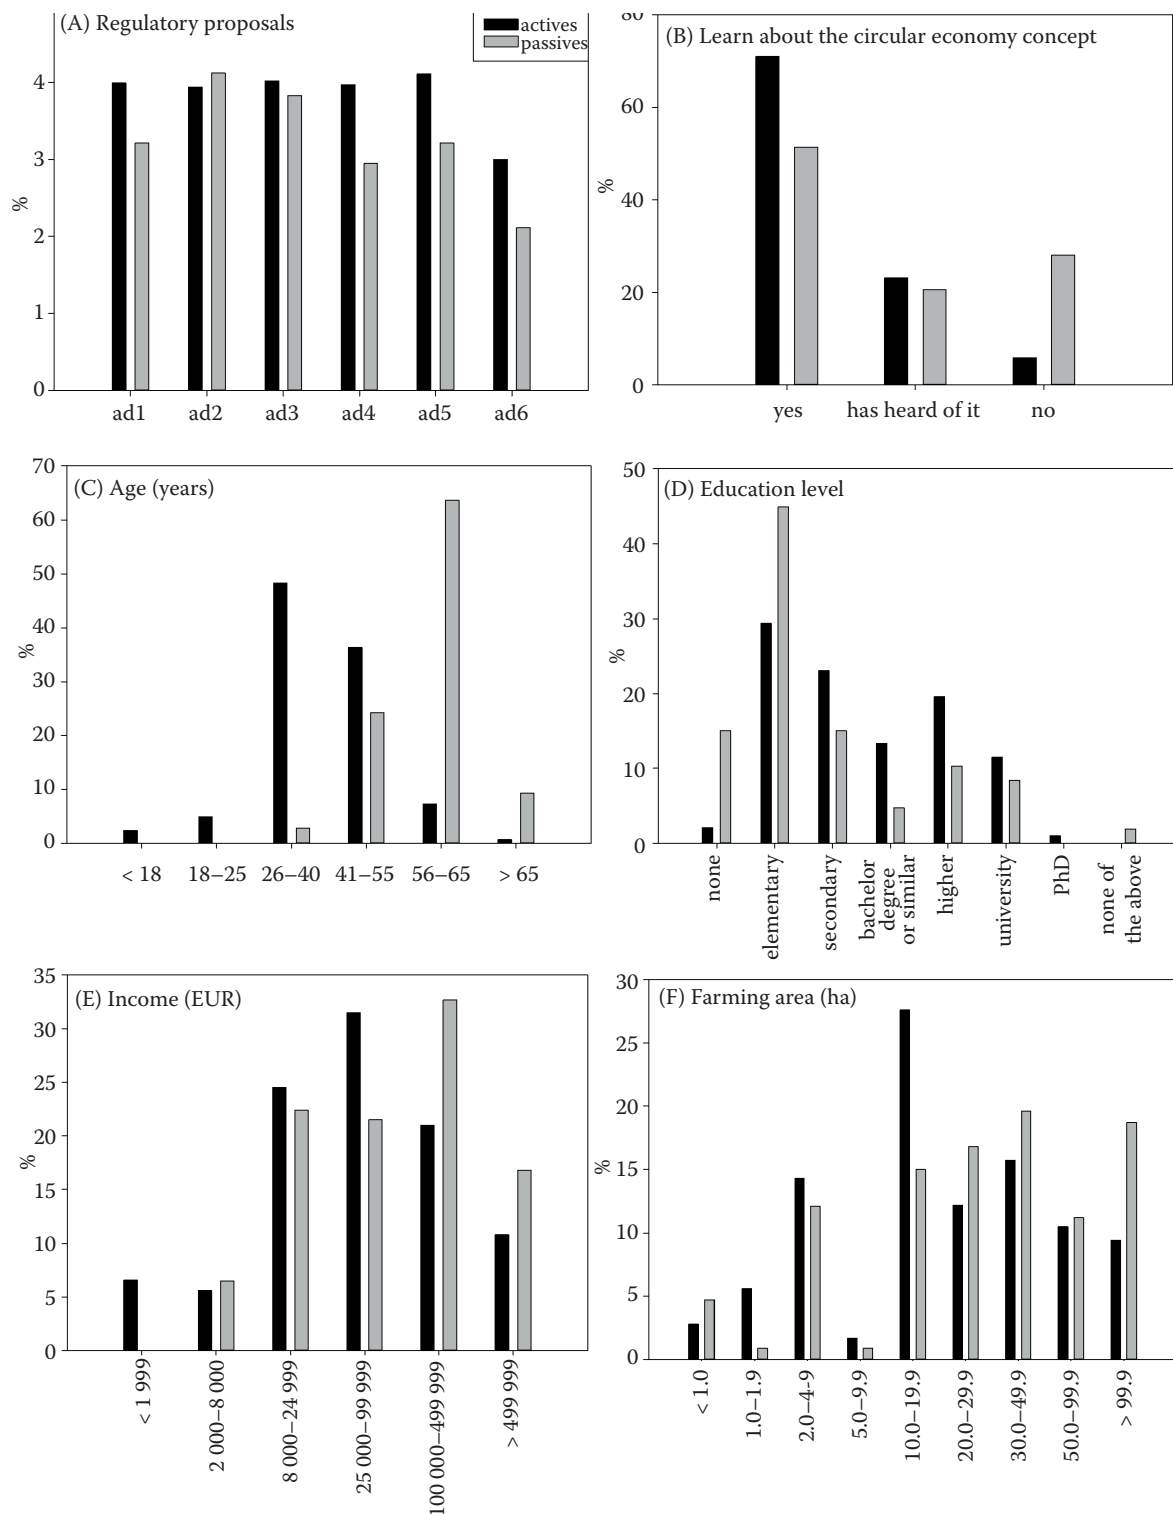 (A) Regulatory proposals
actives
passives
4
3
2
1
0
%
ad1 ad2 ad3 ad4 ad5 ad6
(B) Learn about the circular economy concept
80
60
40
20
0
%
yes has heard of it no
(C) Age (years)
70
60
50
40
30
20
10
0
%
< 18 18–25 26–40 41–55 56–65 > 65
(D) Education level
50
40
30
20
10
0
%
none
elementary
secondary
bachelor
degree
or similar
higher
university
PhD
none of
the above
(E) Income (EUR)
35
30
25
20
15
10
5
0
%
< 1 999
2 000–8 000
8 000–24 999
25 000–99 999
100 000–499 999
> 499 999
(F) Farming area (ha)
30
25
20
15
10
5
0
%
< 1.0
1.0–1.9
2.0–4-9
5.0–9.9
10.0–19.9
20.0–29.9
30.0–49.9
50.0–99.9
> 99.9